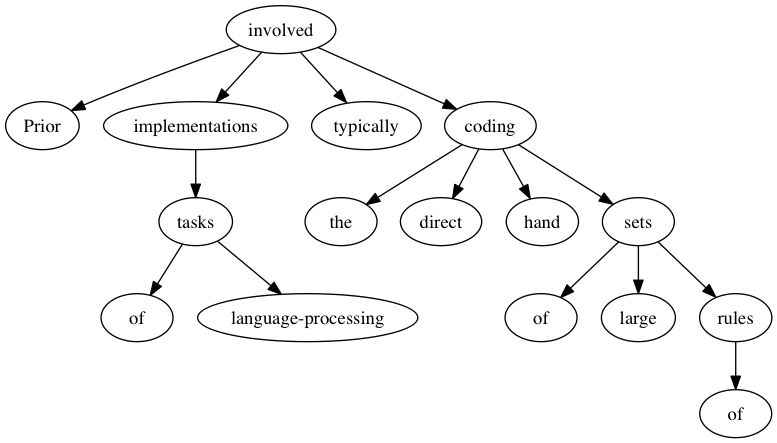 involved
Prior implementations typically coding
tasks the direct hand sets
of language-processing of large rules
of